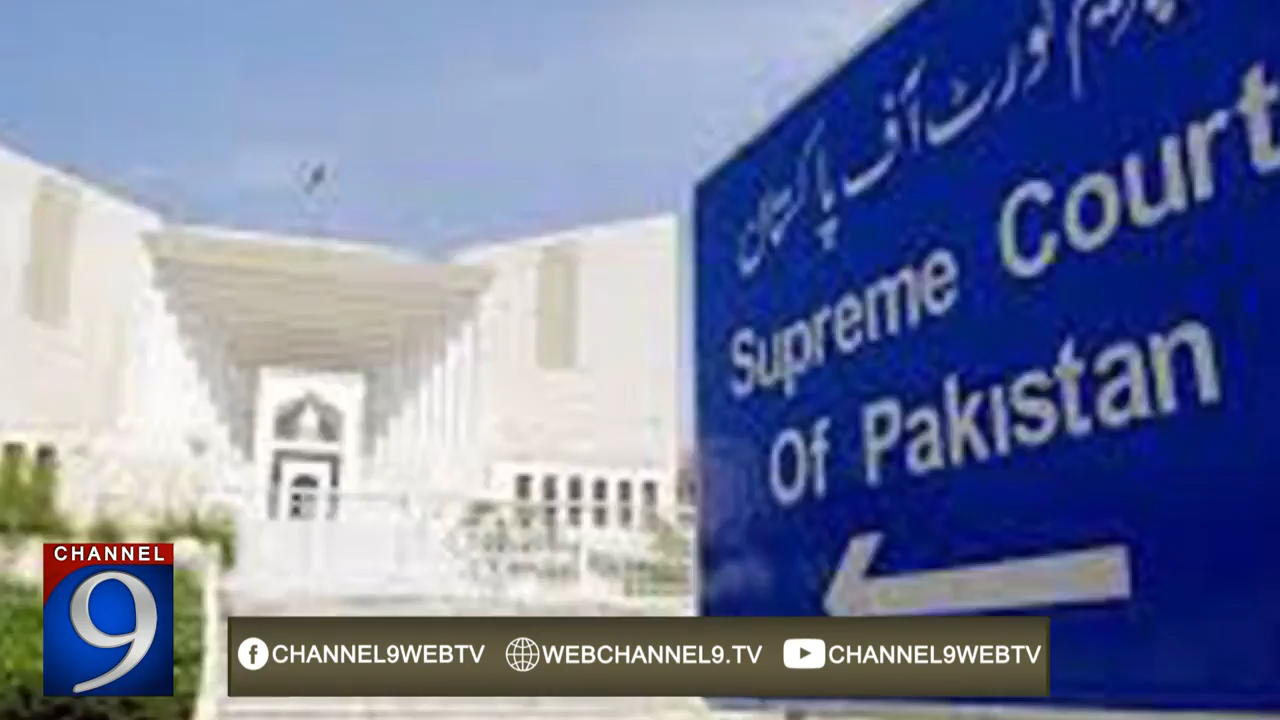 کورٹ آف
پاکستان
Supreme Court
Of Pakistan
CHANNEL
9
CHANNEL9WEBTV WEBCHANNEL9.TV CHANNEL9WEBTV